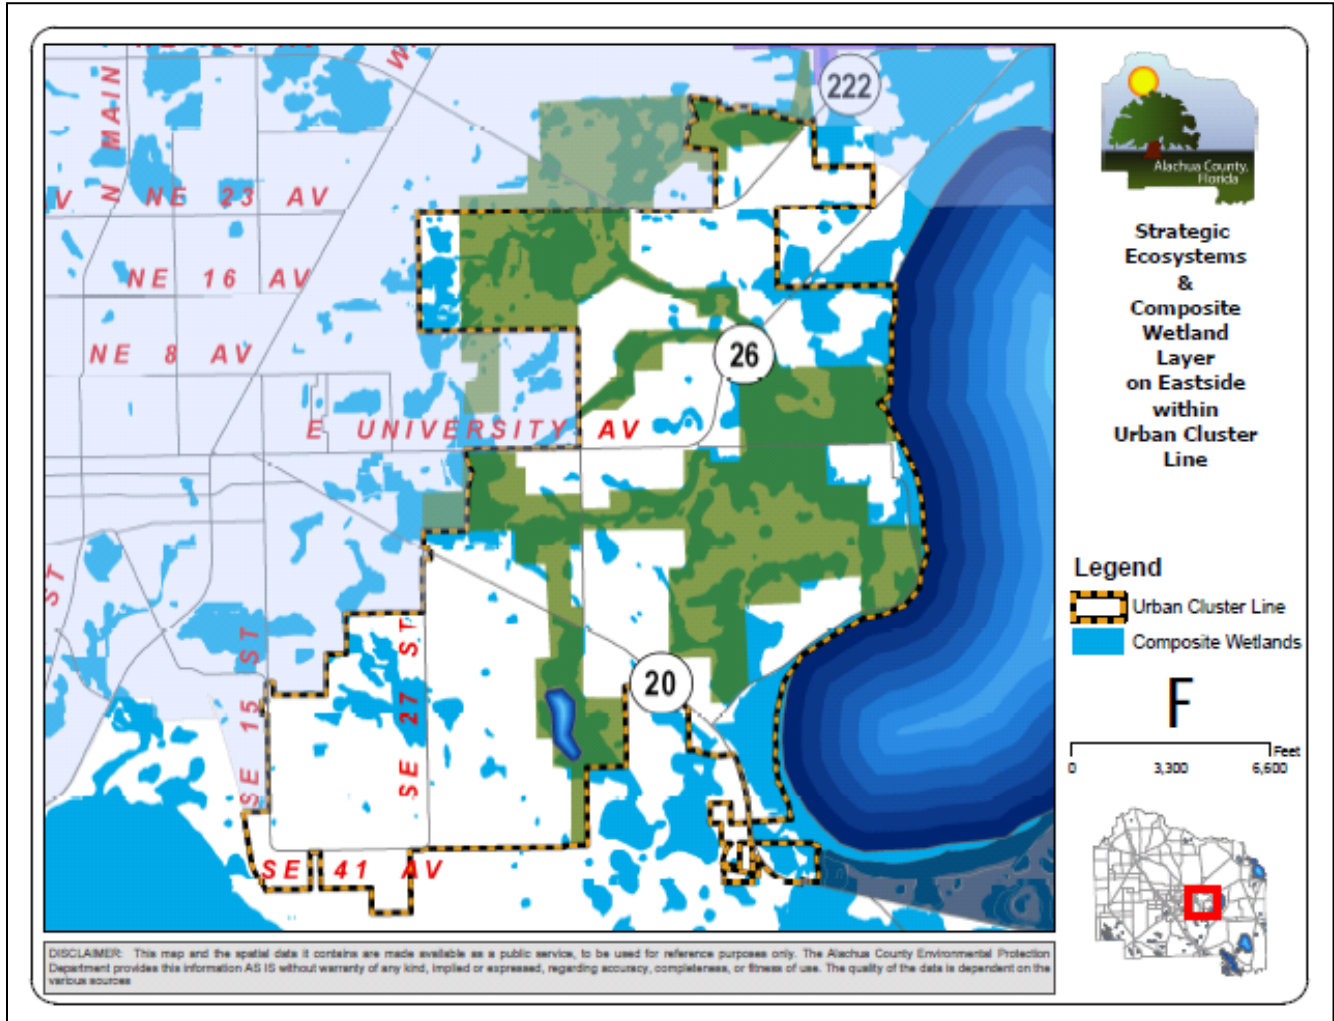 222
N MAIN
W
V NE 23 AV
NE 16 AV
NE 8 AV
26
E UNIVERSITY AV
ST
SE 15 ST
SE 27 ST
20
SE 41 AV
Alachua County,
Florida
Strategic
Ecosystems
&
Composite
Wetland
Layer
on Eastside
within
Urban Cluster
Line
Legend
Urban Cluster Line
Composite Wetlands
F
Feet
0 3,300 6,600
DISCLAIMER: This map and the spatial data it contains are made available as a public service, to be used for reference purposes only. The Alachua County Environmental Protection
Department provides this information AS IS without warranty of any kind, implied or expressed, regarding accuracy, completeness, or fitness of use. The quality of the data is dependent on the
various sources